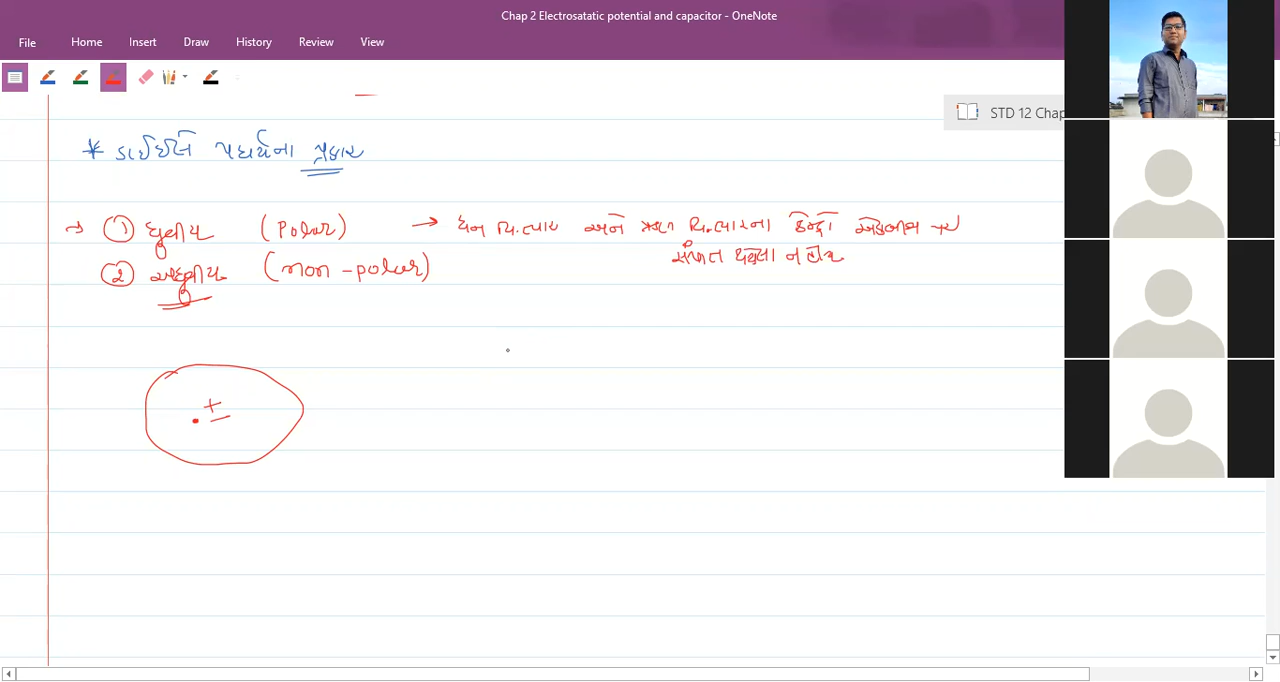 Chap 2 Electrosatatic potential and capacitor - OneNote
File Home Insert Draw History Review View
STD 12 Chap
* ડાઈઈલે પદાર્થના પ્રકાર
→ ① ધ્રુવીય (Polar) → ધન વિ.ભાર અને ઋણ વિ.ભારના કેન્દ્રો એકબીજા પર
સંપાત થયેલા ન હોય
② અધ્રુવીય (non-polar)
+
−